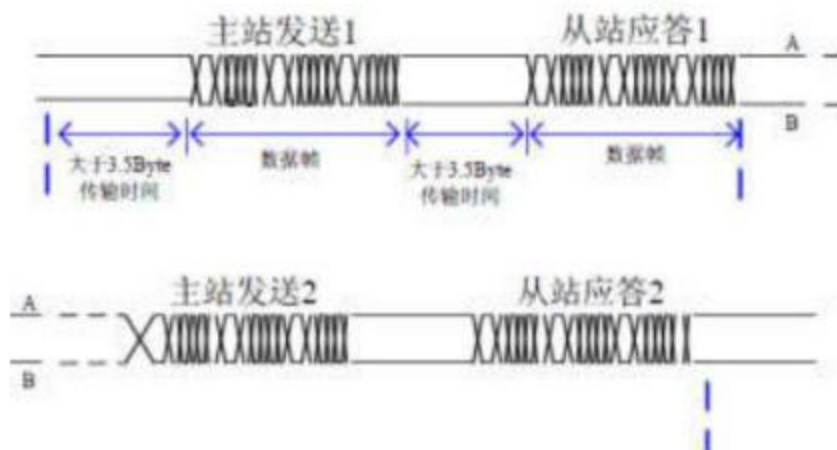 主站发送1 从站应答1
A
B
大于3.5Byte 数据帧 大于3.5Byte 数据帧
传输时间 传输时间
主站发送2 从站应答2
A
B